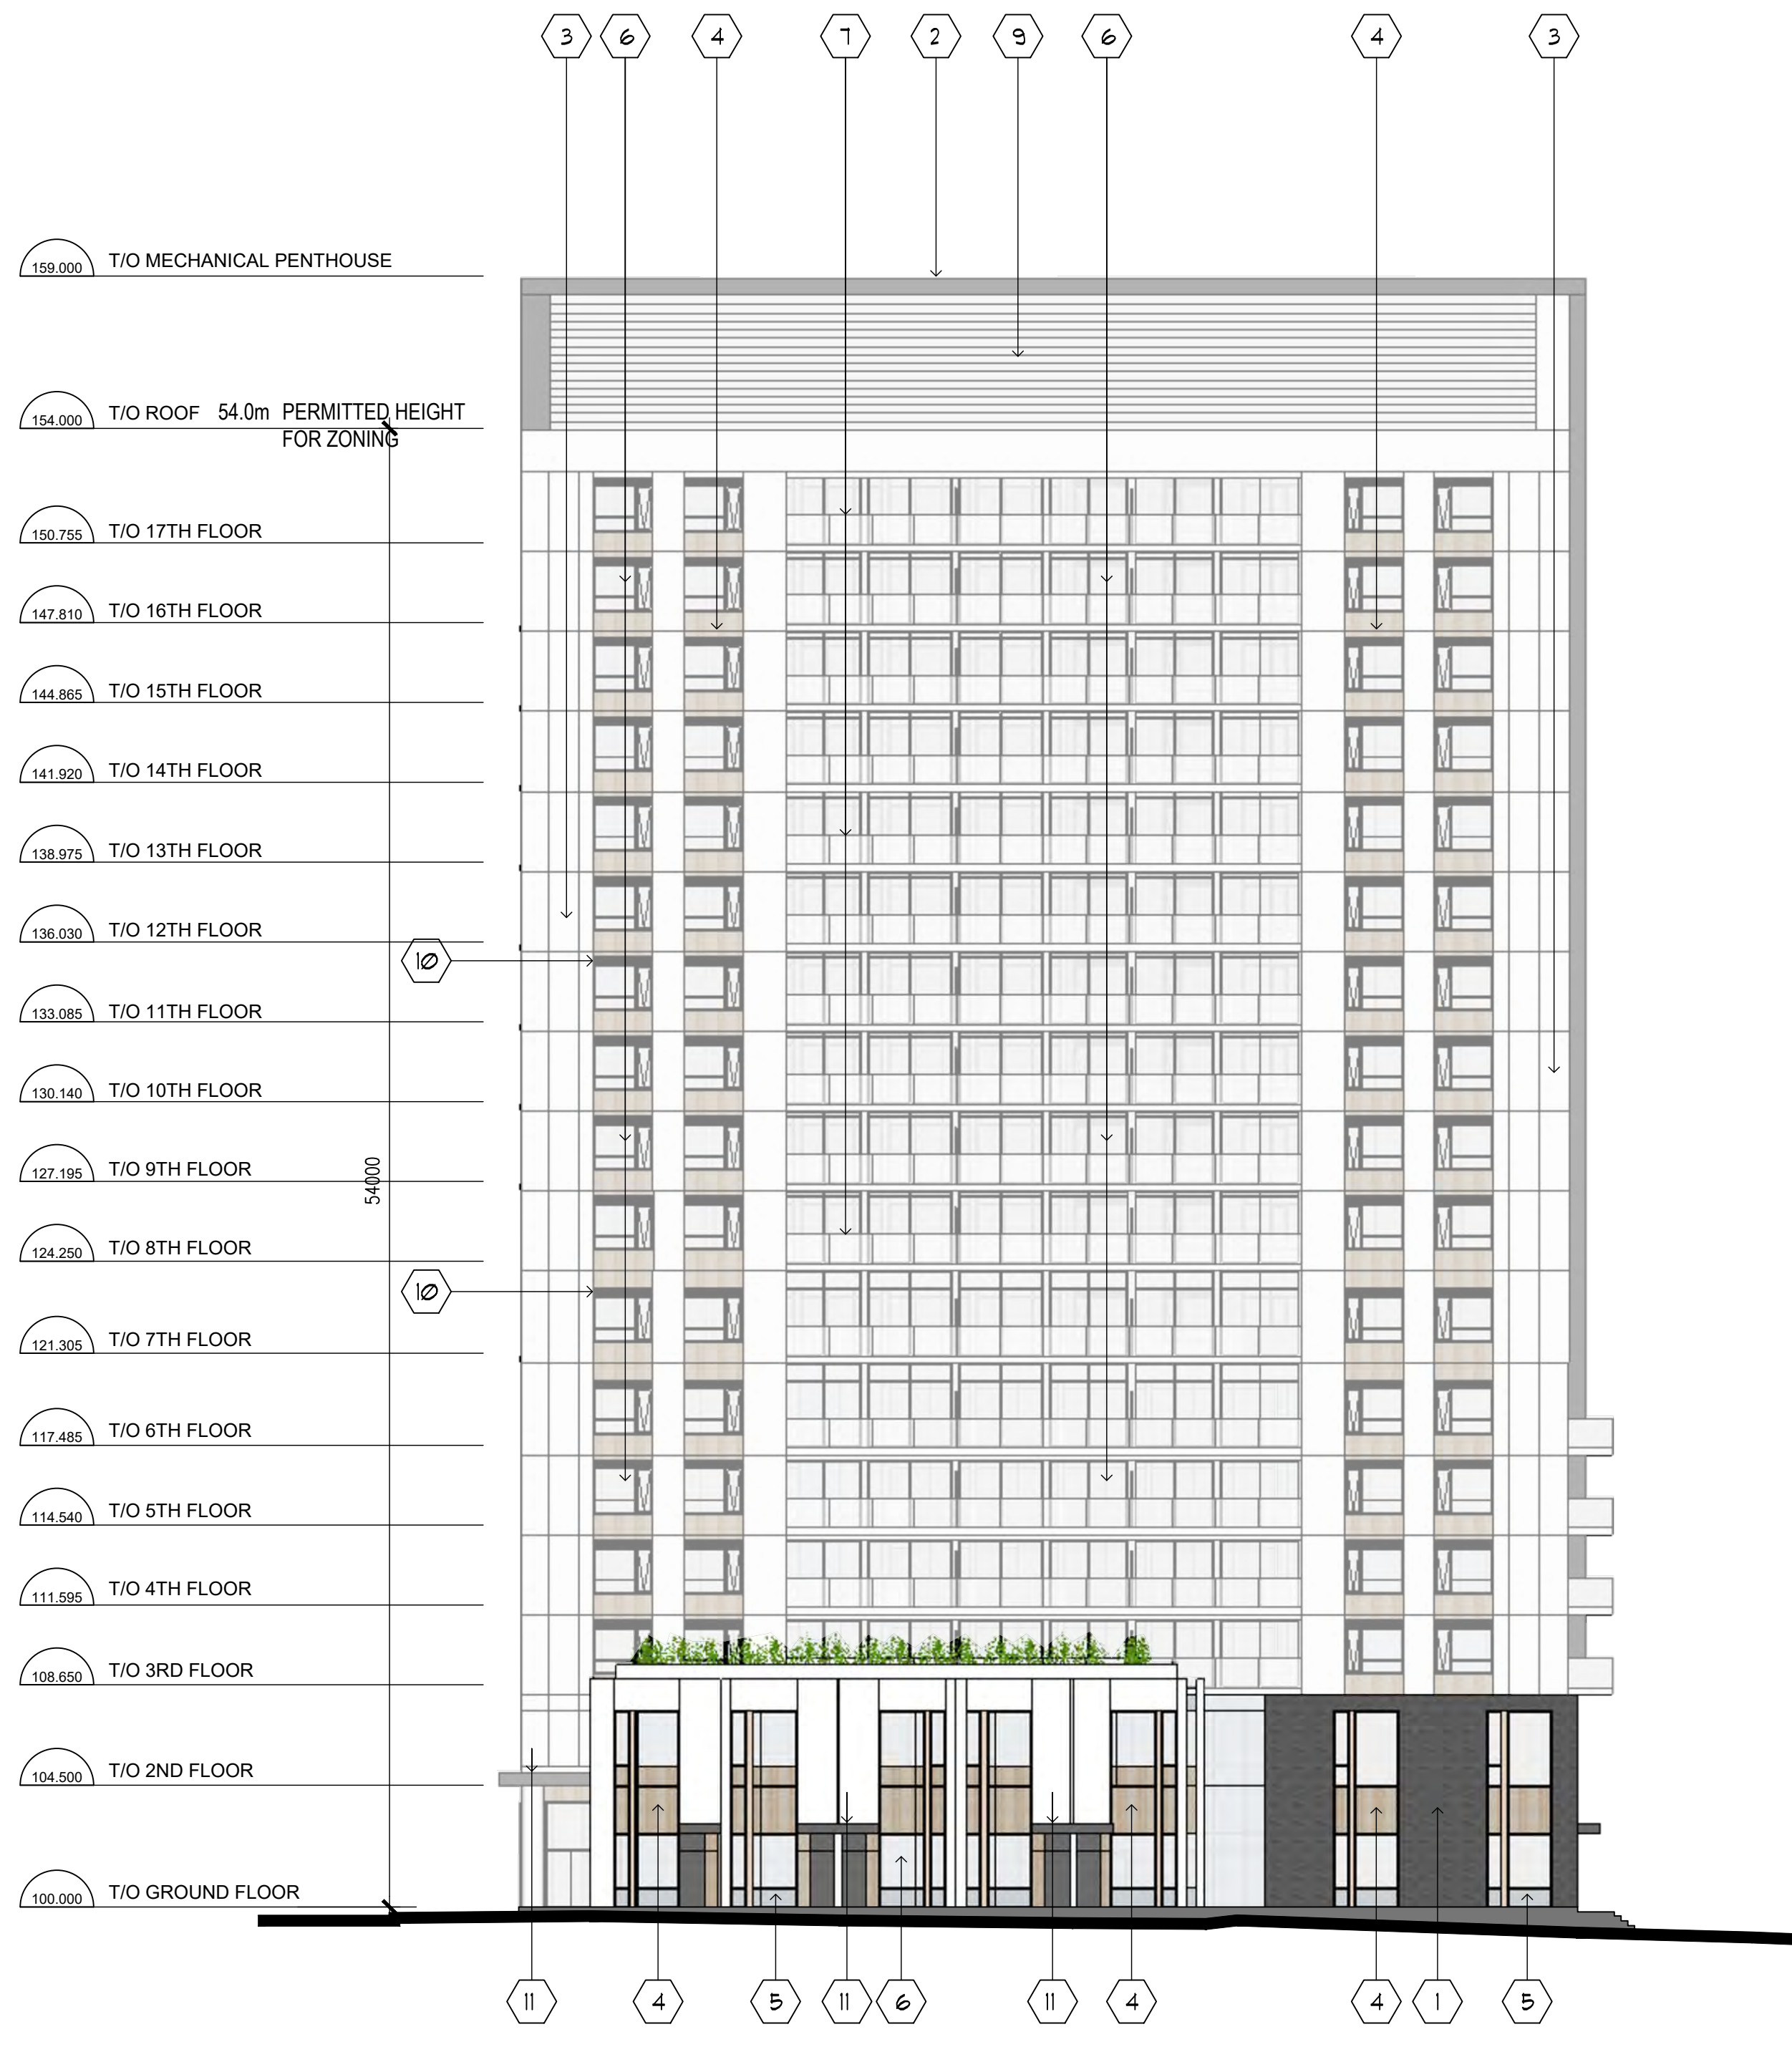 3 6 4 7 2 9 6 4 3
159.000 T/O MECHANICAL PENTHOUSE
154.000 T/O ROOF 54.0m PERMITTED HEIGHT
FOR ZONING
150.755 T/O 17TH FLOOR
147.810 T/O 16TH FLOOR
144.865 T/O 15TH FLOOR
141.920 T/O 14TH FLOOR
138.975 T/O 13TH FLOOR
136.030 T/O 12TH FLOOR
10
133.085 T/O 11TH FLOOR
130.140 T/O 10TH FLOOR
127.195 T/O 9TH FLOOR
54000
124.250 T/O 8TH FLOOR
10
121.305 T/O 7TH FLOOR
117.485 T/O 6TH FLOOR
114.540 T/O 5TH FLOOR
111.595 T/O 4TH FLOOR
108.650 T/O 3RD FLOOR
104.500 T/O 2ND FLOOR
100.000 T/O GROUND FLOOR
11 4 5 11 6 11 4 4 1 5